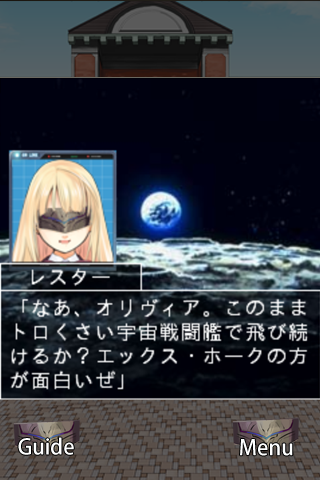 レスター
「なあ、オリヴィア。このまま
トロくさい宇宙戦闘艦で飛び続
けるか？エックス・ホークの方
が面白いぜ」
Guide
Menu